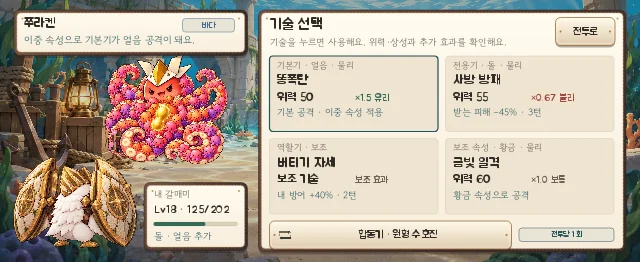 쭈라켄
바다
이중 속성으로 기본기가 얼음 공격이 돼요.
내 갈매미
Lv18 · 125/202
돌 · 얼음 추가
기술 선택
기술을 누르면 사용해요. 위력·상성과 추가 효과를 확인해요.
전투로
기본기 · 얼음 · 물리
똥폭탄
위력 50
×1.5 유리
기본 공격 · 이중 속성 적용
전용기 · 돌 · 물리
사방 방패
위력 55
×0.67 불리
받는 피해 −45% · 3턴
역할기 · 보조
버티기 자세
보조 기술
보조 효과
내 방어 +40% · 2턴
보조 속성 · 황금 · 물리
금빛 일격
위력 60
×1.0 보통
황금 속성으로 공격
합동기 · 원형 수호진
전투당 1회